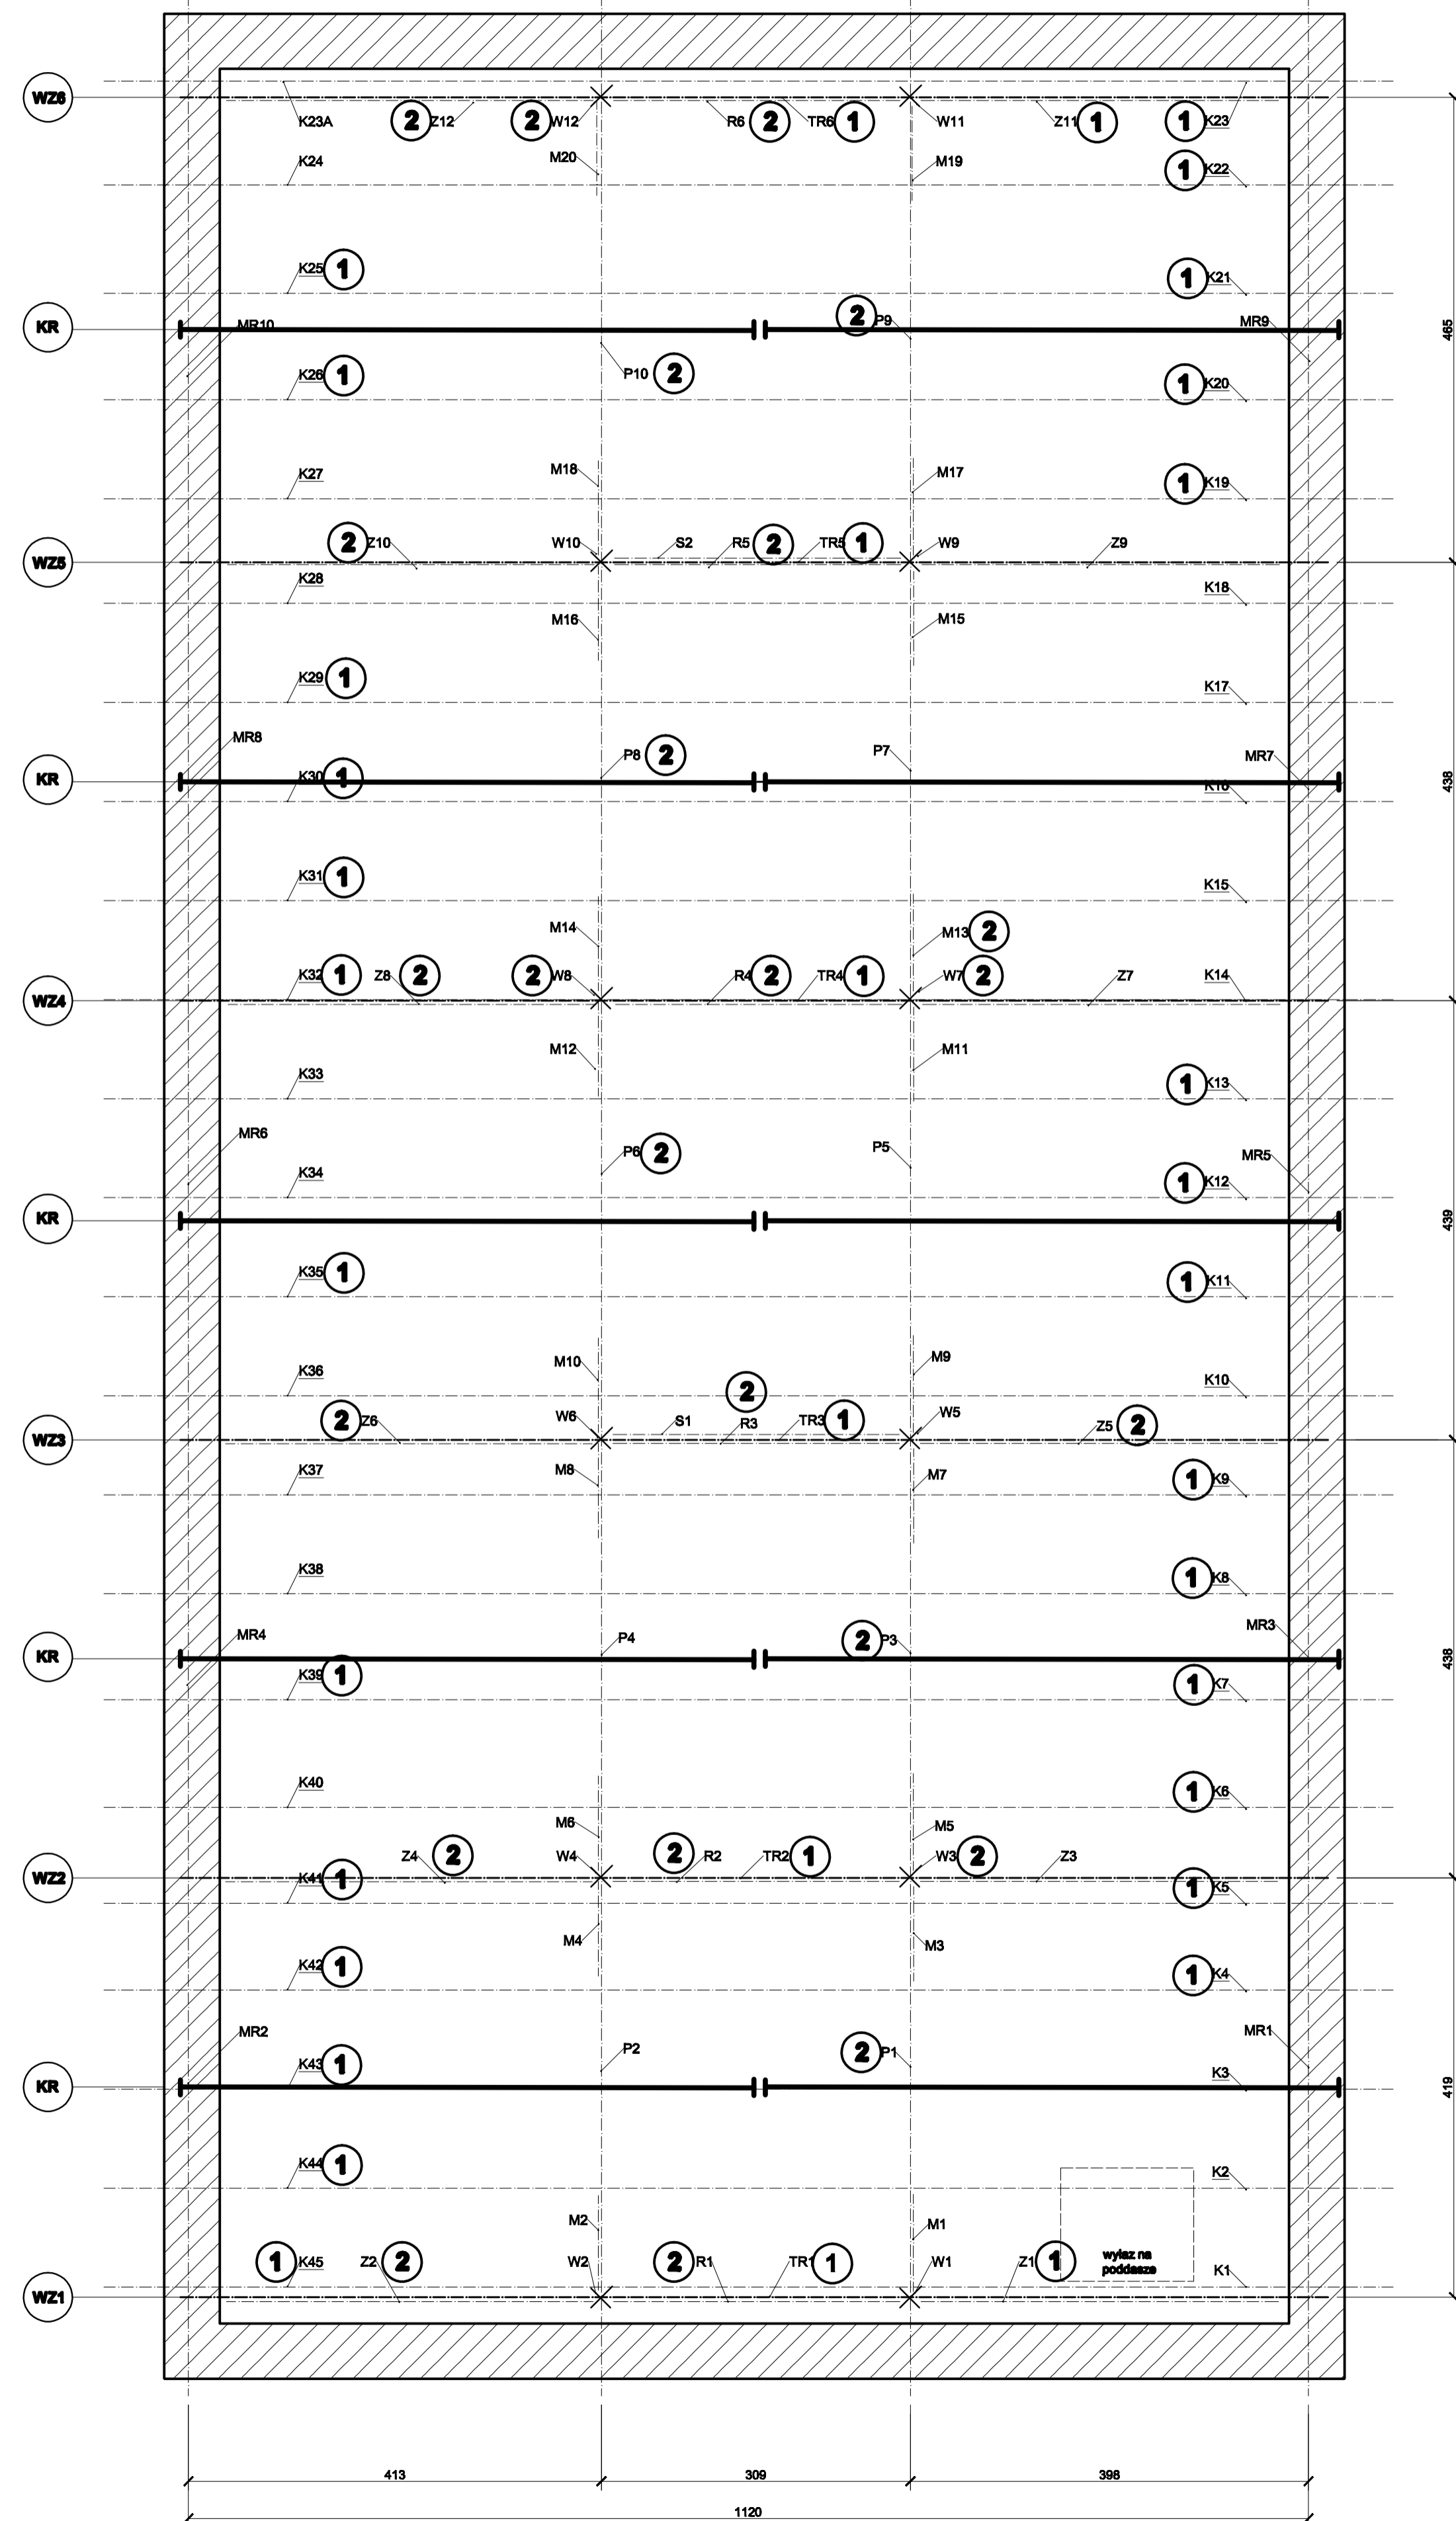 WZ6
K23A 2 Z12 2 W12 R6 2 TR6 1 W11 Z11 1 1 K23
K24 M20 M19 1 K22
K25 1 1 K21
KR MR10 2 P9 MR9 465
K26 1 P10 2 1 K20
K27 M18 M17 1 K19
2 Z10 W10 S2 R5 2 TR5 1 W9 Z9
WZ5
K28 K18
M16 M15
K29 1 K17
MR8 P8 2 P7 MR7
KR K30 1 K16 438
K31 1 K15
M14 M13 2
K32 1 Z8 2 2 W8 R4 2 TR4 1 W7 2 Z7 K14
WZ4
M12 M11
K33 1 K13
MR6 P6 2 P5 MR5
K34 1 K12
KR 439
K35 1 1 K11
M10 M9
K36 2 K10
2 Z6 W6 S1 R3 TR3 1 W5 Z5 2
WZ3
K37 M8 M7 1 K9
K38 1 K8
MR4 P4 2 P3 MR3
KR 438
K39 1 1 K7
K40 1 K6
M6 M5
Z4 2 W4 2 R2 TR2 1 W3 2 Z3
WZ2 K41 1 1 K5
M4 M3
K42 1 1 K4
MR2 P2 2 P1 MR1
K43 1 K3
KR 419
K44 1 K2
M2 M1
1 K45 Z2 2 W2 2 R1 TR1 1 W1 Z1 1 wyłaz na
poddasze K1
WZ1
413 309 398
1120